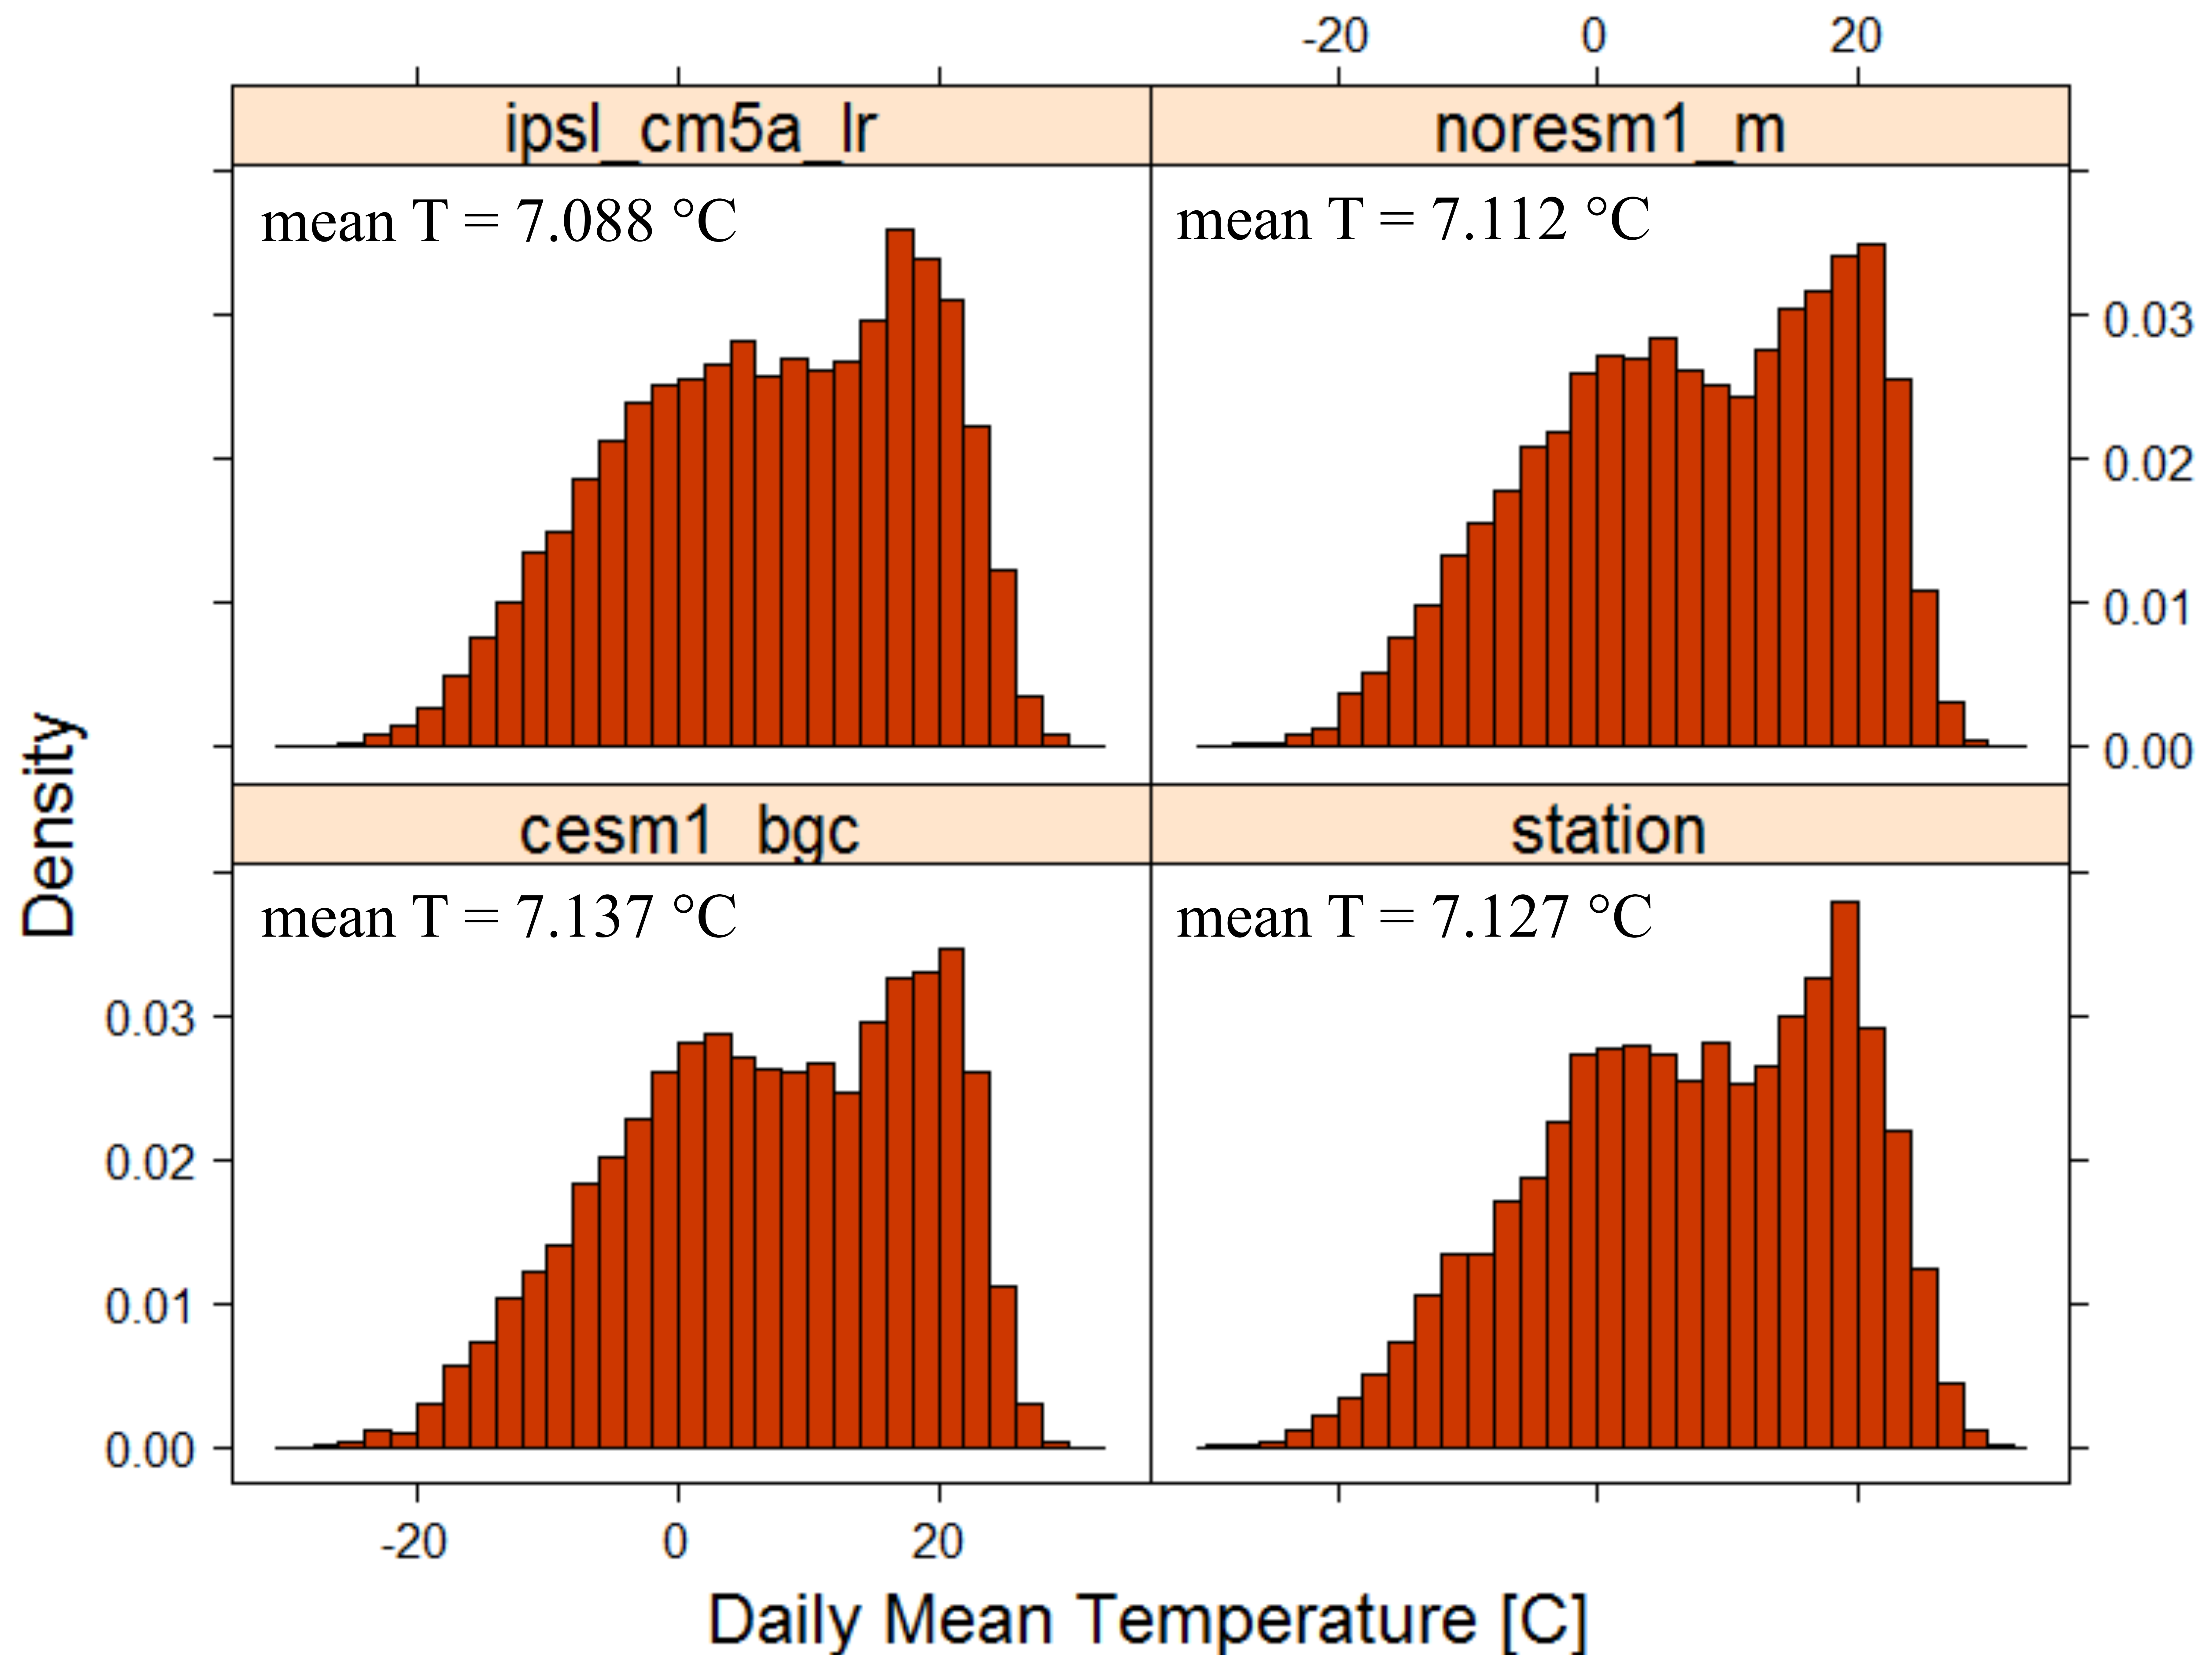 -20 0 20
ipsl_cm5a_lr noresm1_m
mean T = 7.088 °C mean T = 7.112 °C
0.03
0.02
0.01
0.00
cesm1_bgc station
mean T = 7.137 °C mean T = 7.127 °C
Density
0.03
0.02
0.01
0.00
-20 0 20
Daily Mean Temperature [C]